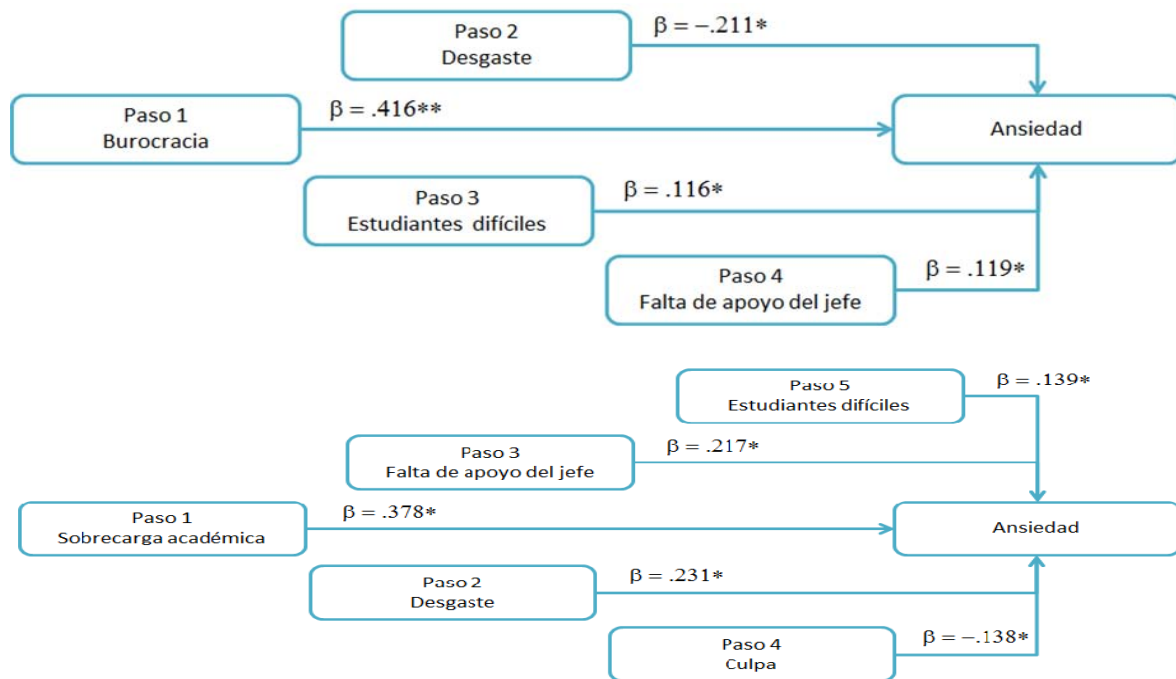 Paso 2
Desgaste
β = –.211*
Paso 1
Burocracia
β = .416**
Ansiedad
Paso 3
Estudiantes difíciles
β = .116*
Paso 4
Falta de apoyo del jefe
β = .119*
Paso 5
Estudiantes difíciles
β = .139*
Paso 3
Falta de apoyo del jefe
β = .217*
Paso 1
Sobrecarga académica
β = .378*
Ansiedad
Paso 2
Desgaste
β = .231*
Paso 4
Culpa
β = –.138*